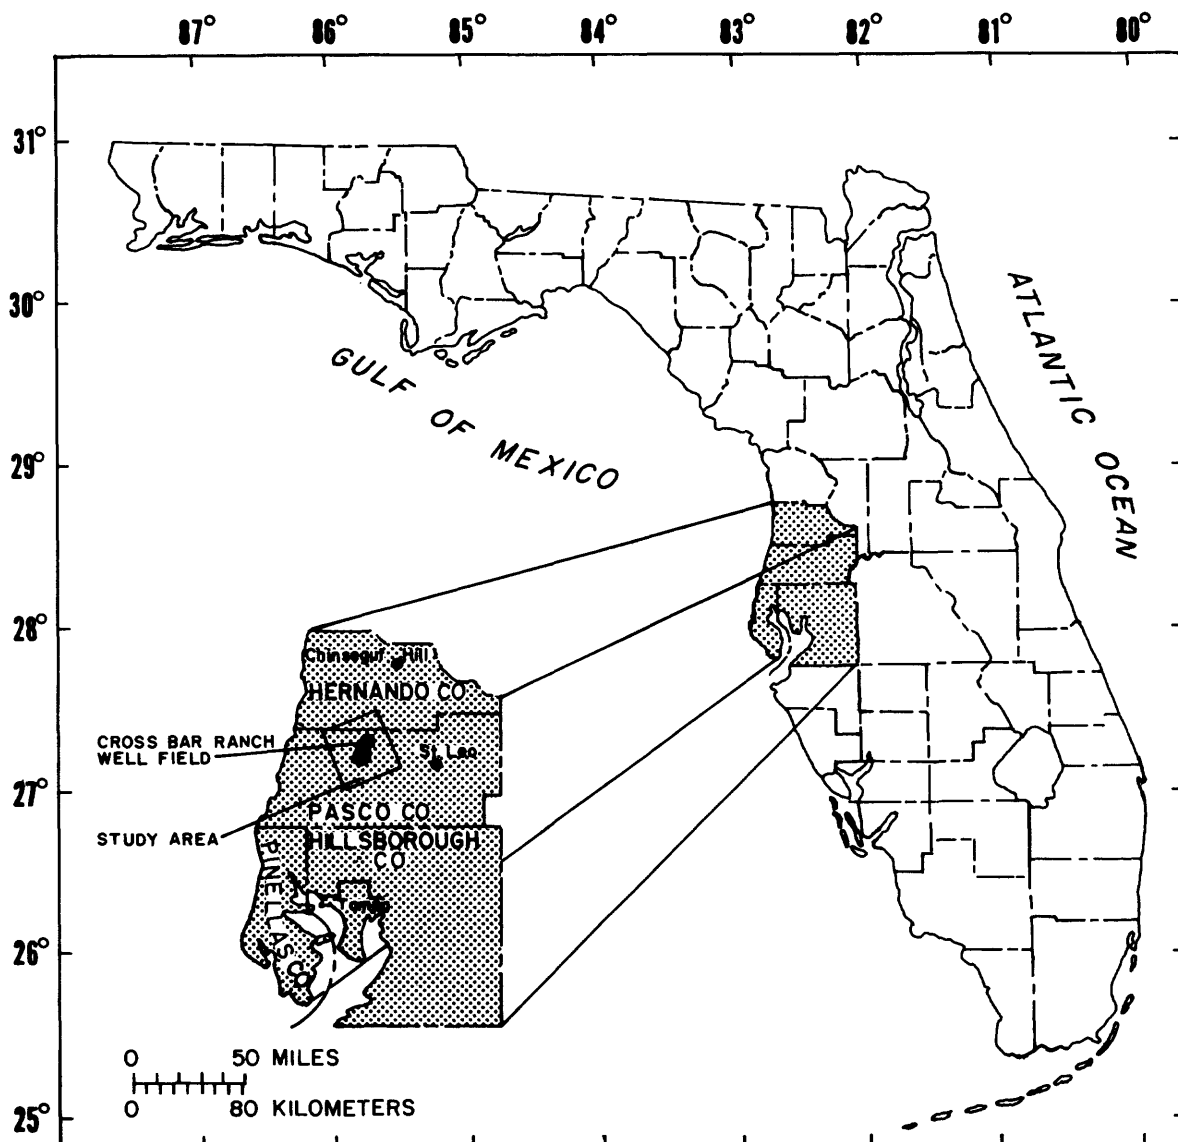 87° 86° 85° 84° 83° 82° 81° 80°
31°
30°
29°
28°
27°
26°
25°
ATLANTIC OCEAN
GULF OF MEXICO
Chinsegut Hill
HERNANDO CO
CROSS BAR RANCH
WELL FIELD
St Leo
PASCO CO
STUDY AREA
HILLSBOROUGH
CO
PINELLAS CO
Tampa
0 50 MILES
0 80 KILOMETERS